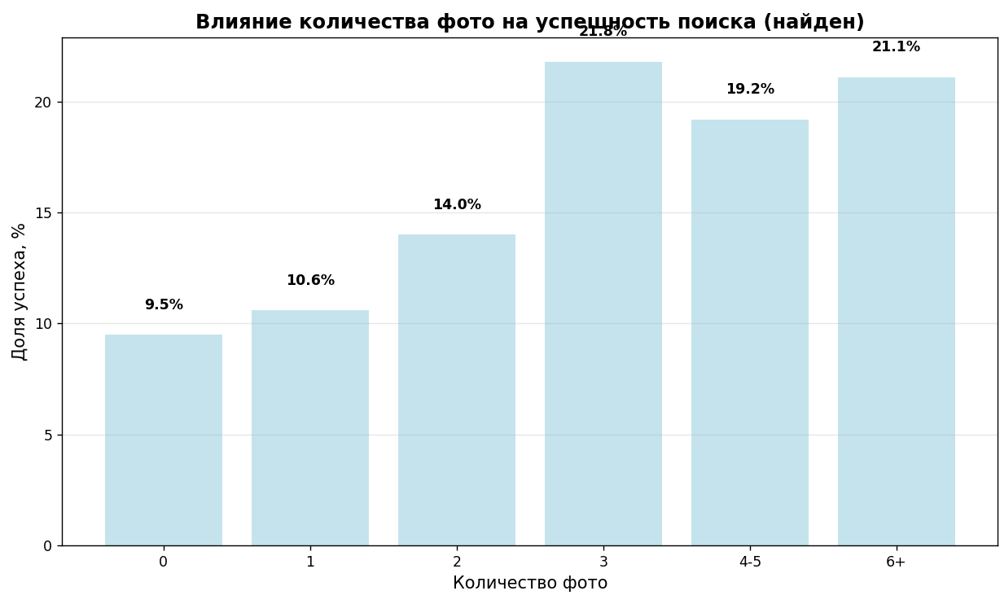 Влияние количества фото на успешность поиска (найден)
21.8%
21.1%
19.2%
14.0%
10.6%
9.5%
Доля успеха, %
20
15
10
5
0
0 1 2 3 4-5 6+
Количество фото